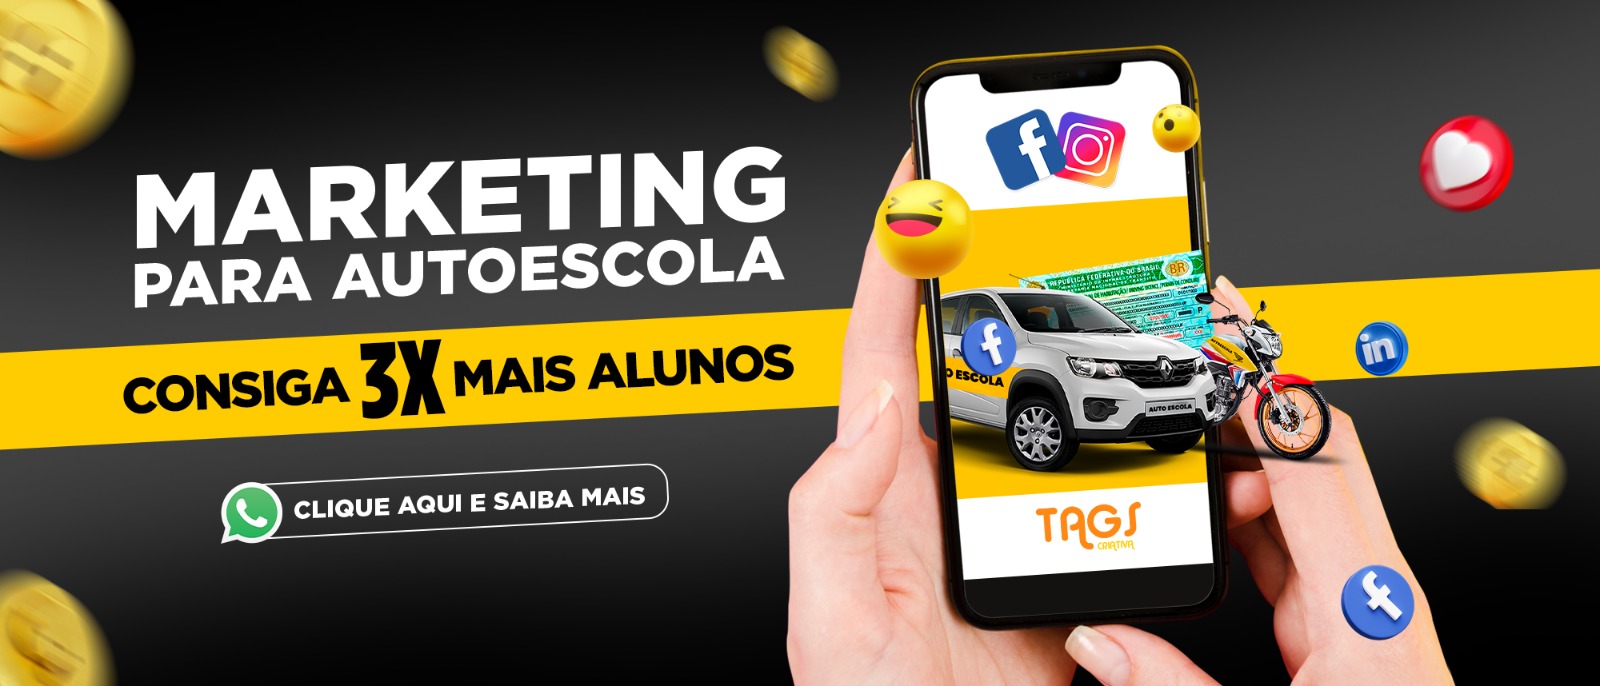 MARKETING
PARA AUTOESCOLA
CONSIGA 3X MAIS ALUNOS
CLIQUE AQUI E SAIBA MAIS
REPÚBLICA FEDERATIVA DO BRASIL
BR
O ESCOLA
AUTO ESCOLA
TAGS
CRIATIVA
in